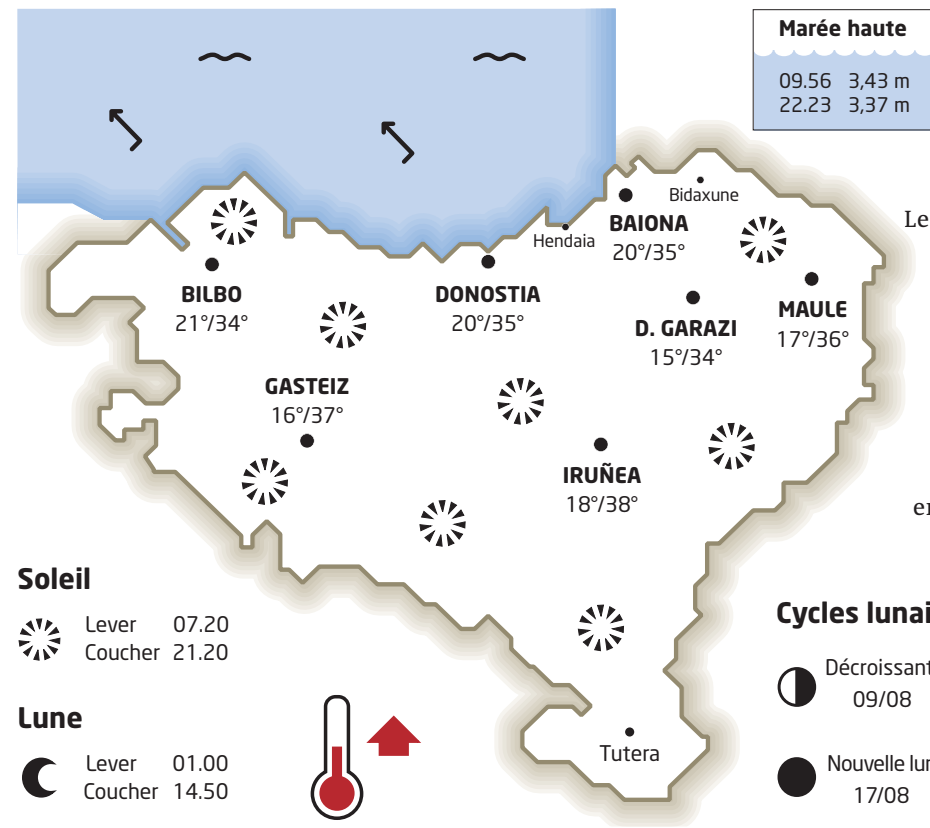 Marée haute
09.56 3,43 m
22.23 3,37 m
Bidaxune
BAIONA
20°/35°
Hendaia
Le
BILBO
21°/34°
DONOSTIA
20°/35°
D. GARAZI
15°/34°
MAULE
17°/36°
GASTEIZ
16°/37°
IRUÑEA
18°/38°
er
Soleil
Lever 07.20
Coucher 21.20
Lune
Lever 01.00
Coucher 14.50
Tutera
Cycles lunai
Décroissant
09/08
Nouvelle lun
17/08